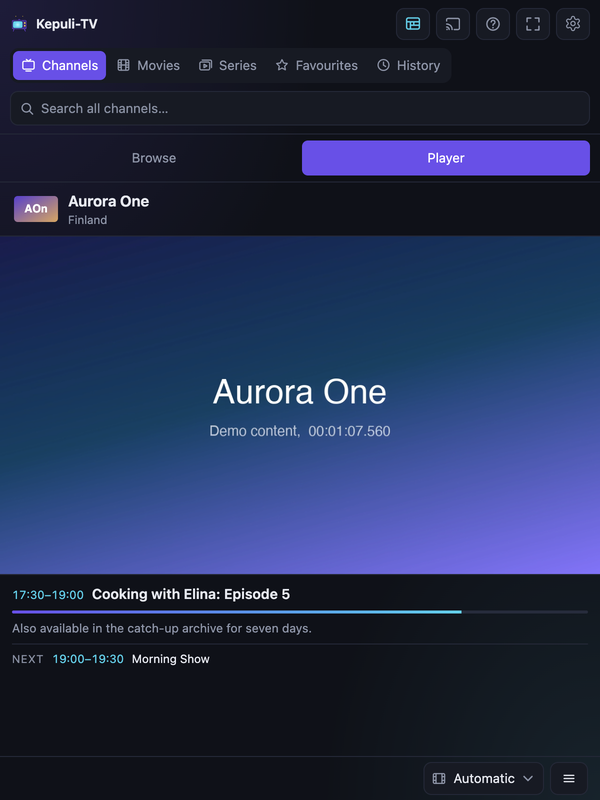 Kepuli-TV
Channels Movies Series Favourites History
Search all channels...
Browse Player
AOn Aurora One
Finland
Aurora One
Demo content, 00:01:07.560
17:30–19:00 Cooking with Elina: Episode 5
Also available in the catch-up archive for seven days.
NEXT 19:00–19:30 Morning Show
Automatic